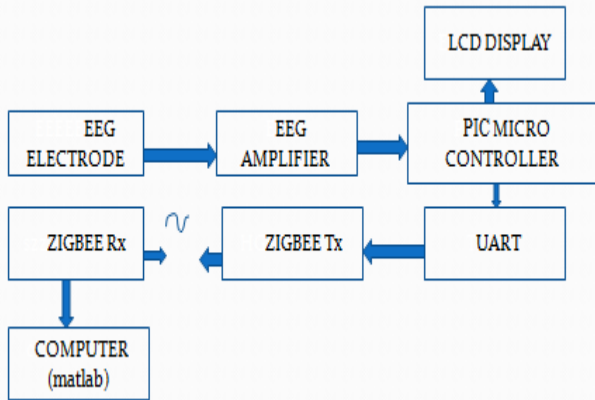 LCD DISPLAY
EEG
ELECTRODE
EEG
AMPLIFIER
PIC MICRO
CONTROLLER
ZIGBEE Rx
ZIGBEE Tx
UART
COMPUTER
(matlab)